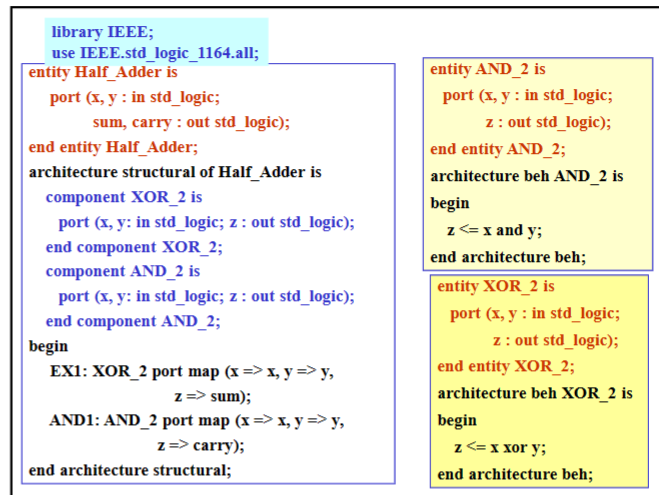 library IEEE;
use IEEE.std_logic_1164.all;
entity Half_Adder is
port (x, y : in std_logic;
sum, carry : out std_logic);
end entity Half_Adder;
architecture structural of Half_Adder is
component XOR_2 is
port (x, y: in std_logic; z : out std_logic);
end component XOR_2;
component AND_2 is
port (x, y: in std_logic; z : out std_logic);
end component AND_2;
begin
EX1: XOR_2 port map (x => x, y => y,
z => sum);
AND1: AND_2 port map (x => x, y => y,
z => carry);
end architecture structural;
entity AND_2 is
port (x, y : in std_logic;
z : out std_logic);
end entity AND_2;
architecture beh AND_2 is
begin
z <= x and y;
end architecture beh;
entity XOR_2 is
port (x, y : in std_logic;
z : out std_logic);
end entity XOR_2;
architecture beh XOR_2 is
begin
z <= x xor y;
end architecture beh;